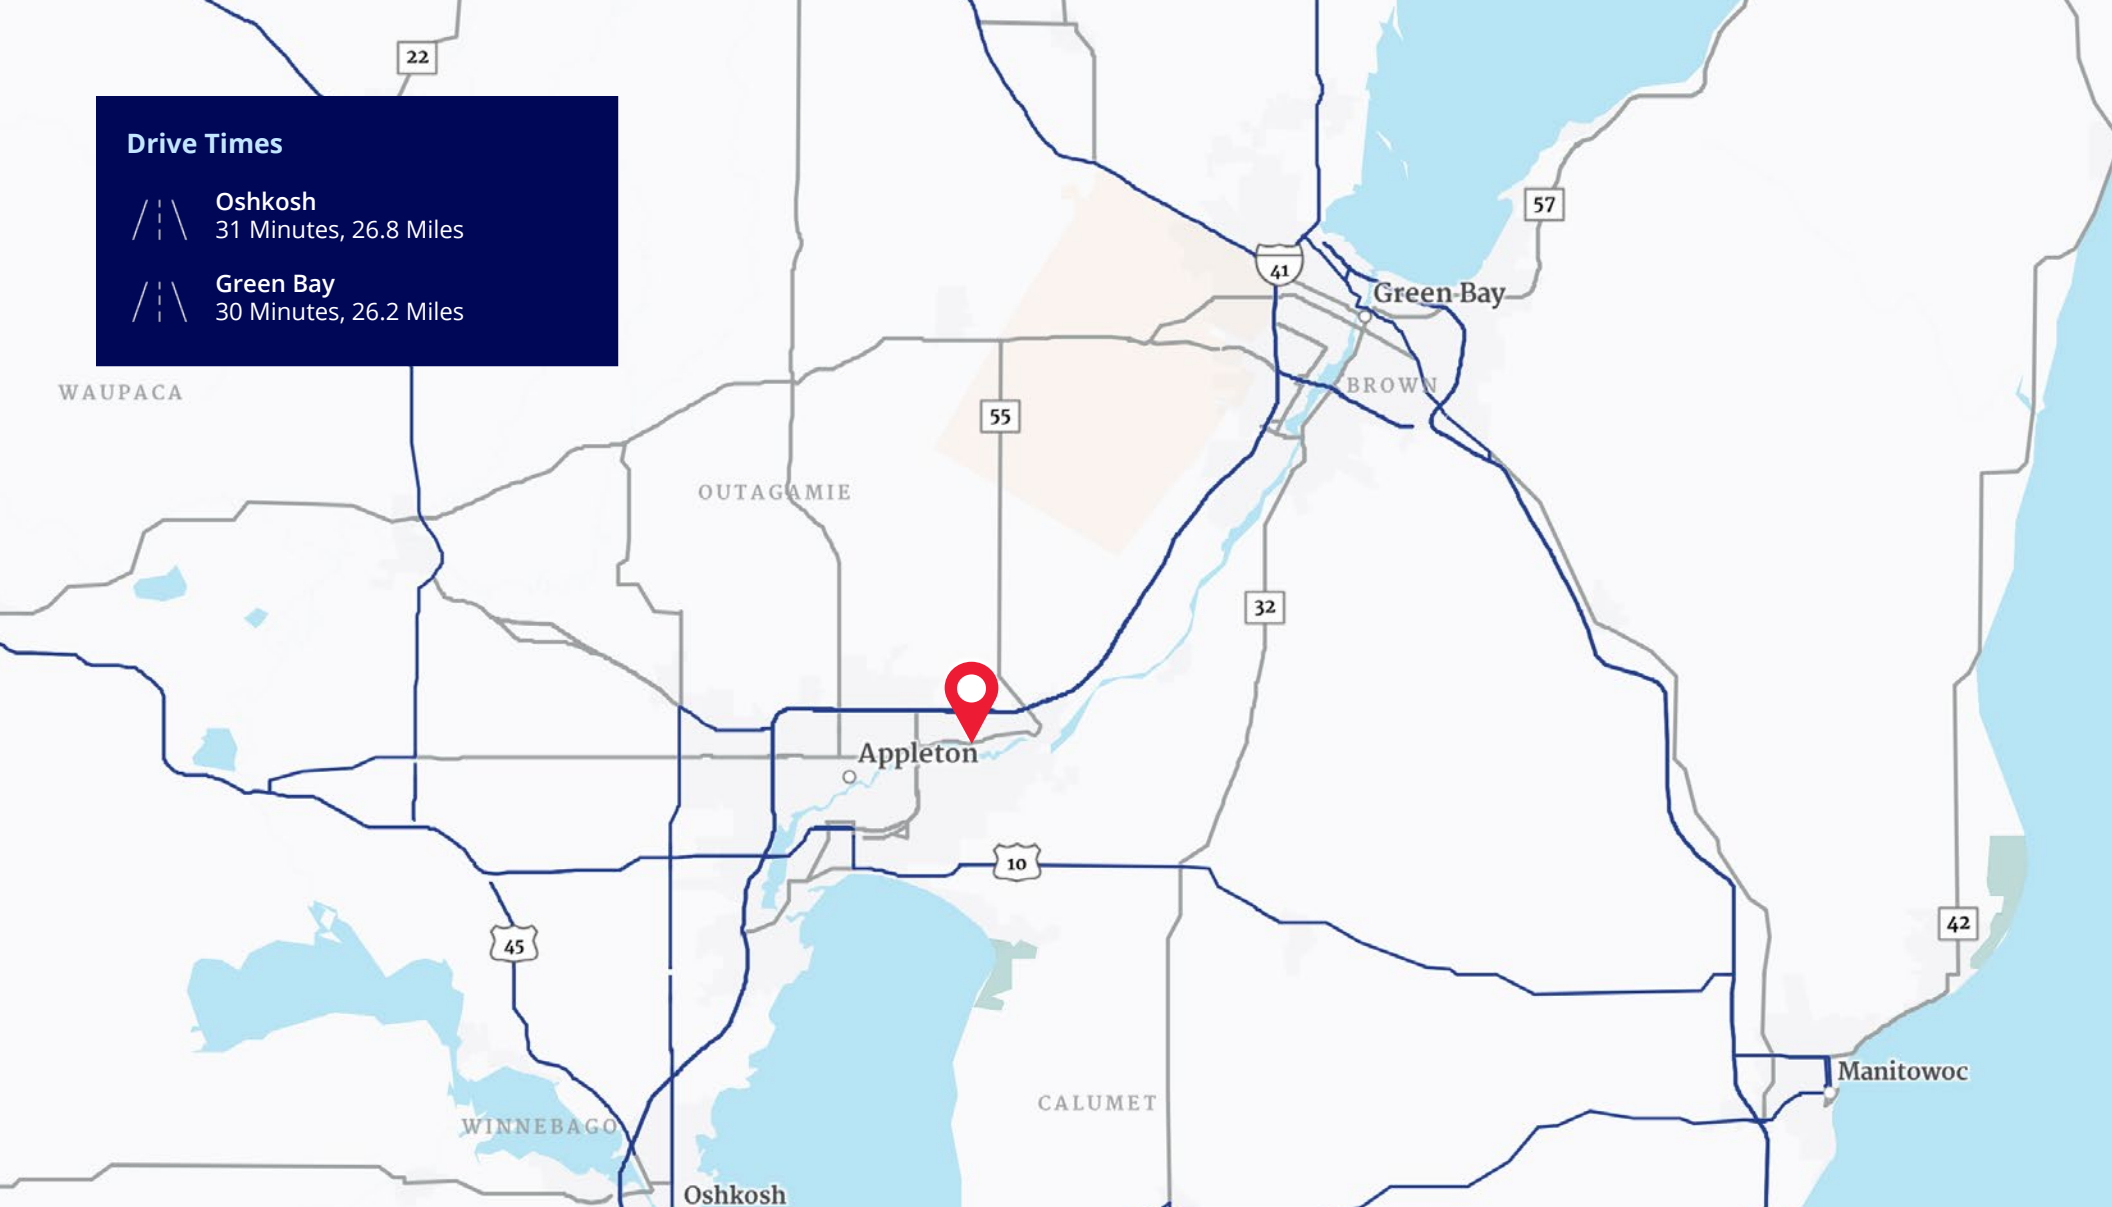 22
Drive Times
Oshkosh
31 Minutes, 26.8 Miles
Green Bay
30 Minutes, 26.2 Miles
57
41
Green Bay
BROWN
WAUPACA
55
OUTAGAMIE
32
Appleton
10
45
42
Manitowoc
CALUMET
WINNEBAGO
Oshkosh